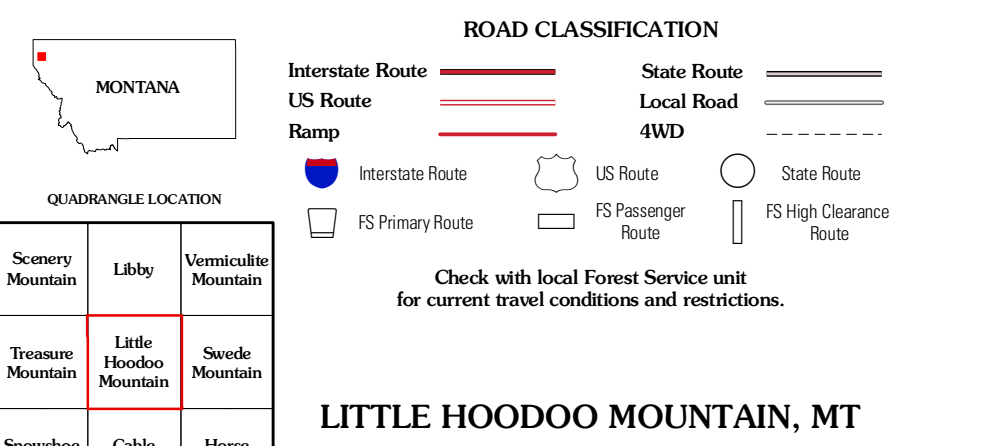 ROAD CLASSIFICATION
Interstate Route
State Route
US Route
Local Road
Ramp
4WD
Interstate Route
US Route
State Route
FS Primary Route
FS Passenger
Route
FS High Clearance
Route
Check with local Forest Service unit
for current travel conditions and restrictions.
MONTANA
QUADRANGLE LOCATION
Scenery
Mountain
Libby
Vermiculite
Mountain
Treasure
Mountain
Little
Hoodoo
Mountain
Swede
Mountain
Snowshoe
Cable
Horse
LITTLE HOODOO MOUNTAIN, MT